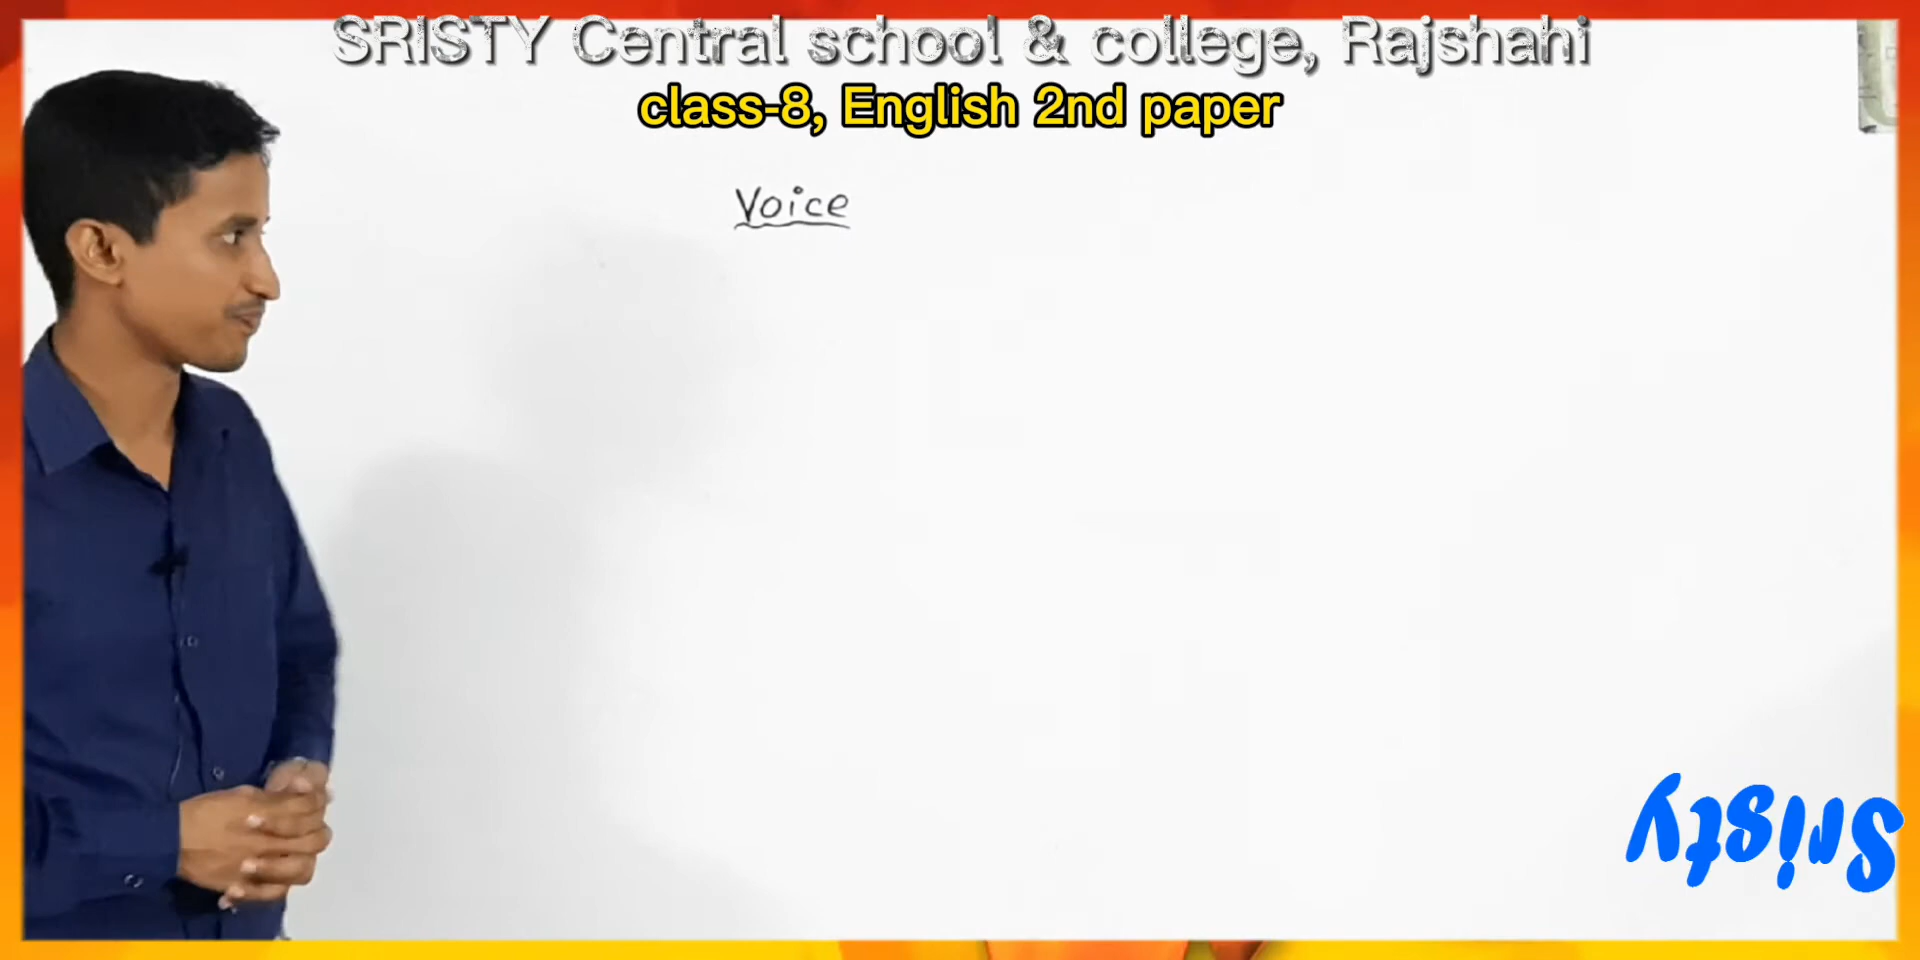 SRISTY Central school & college, Rajshahi
class-8, English 2nd paper
Voice
Sristy